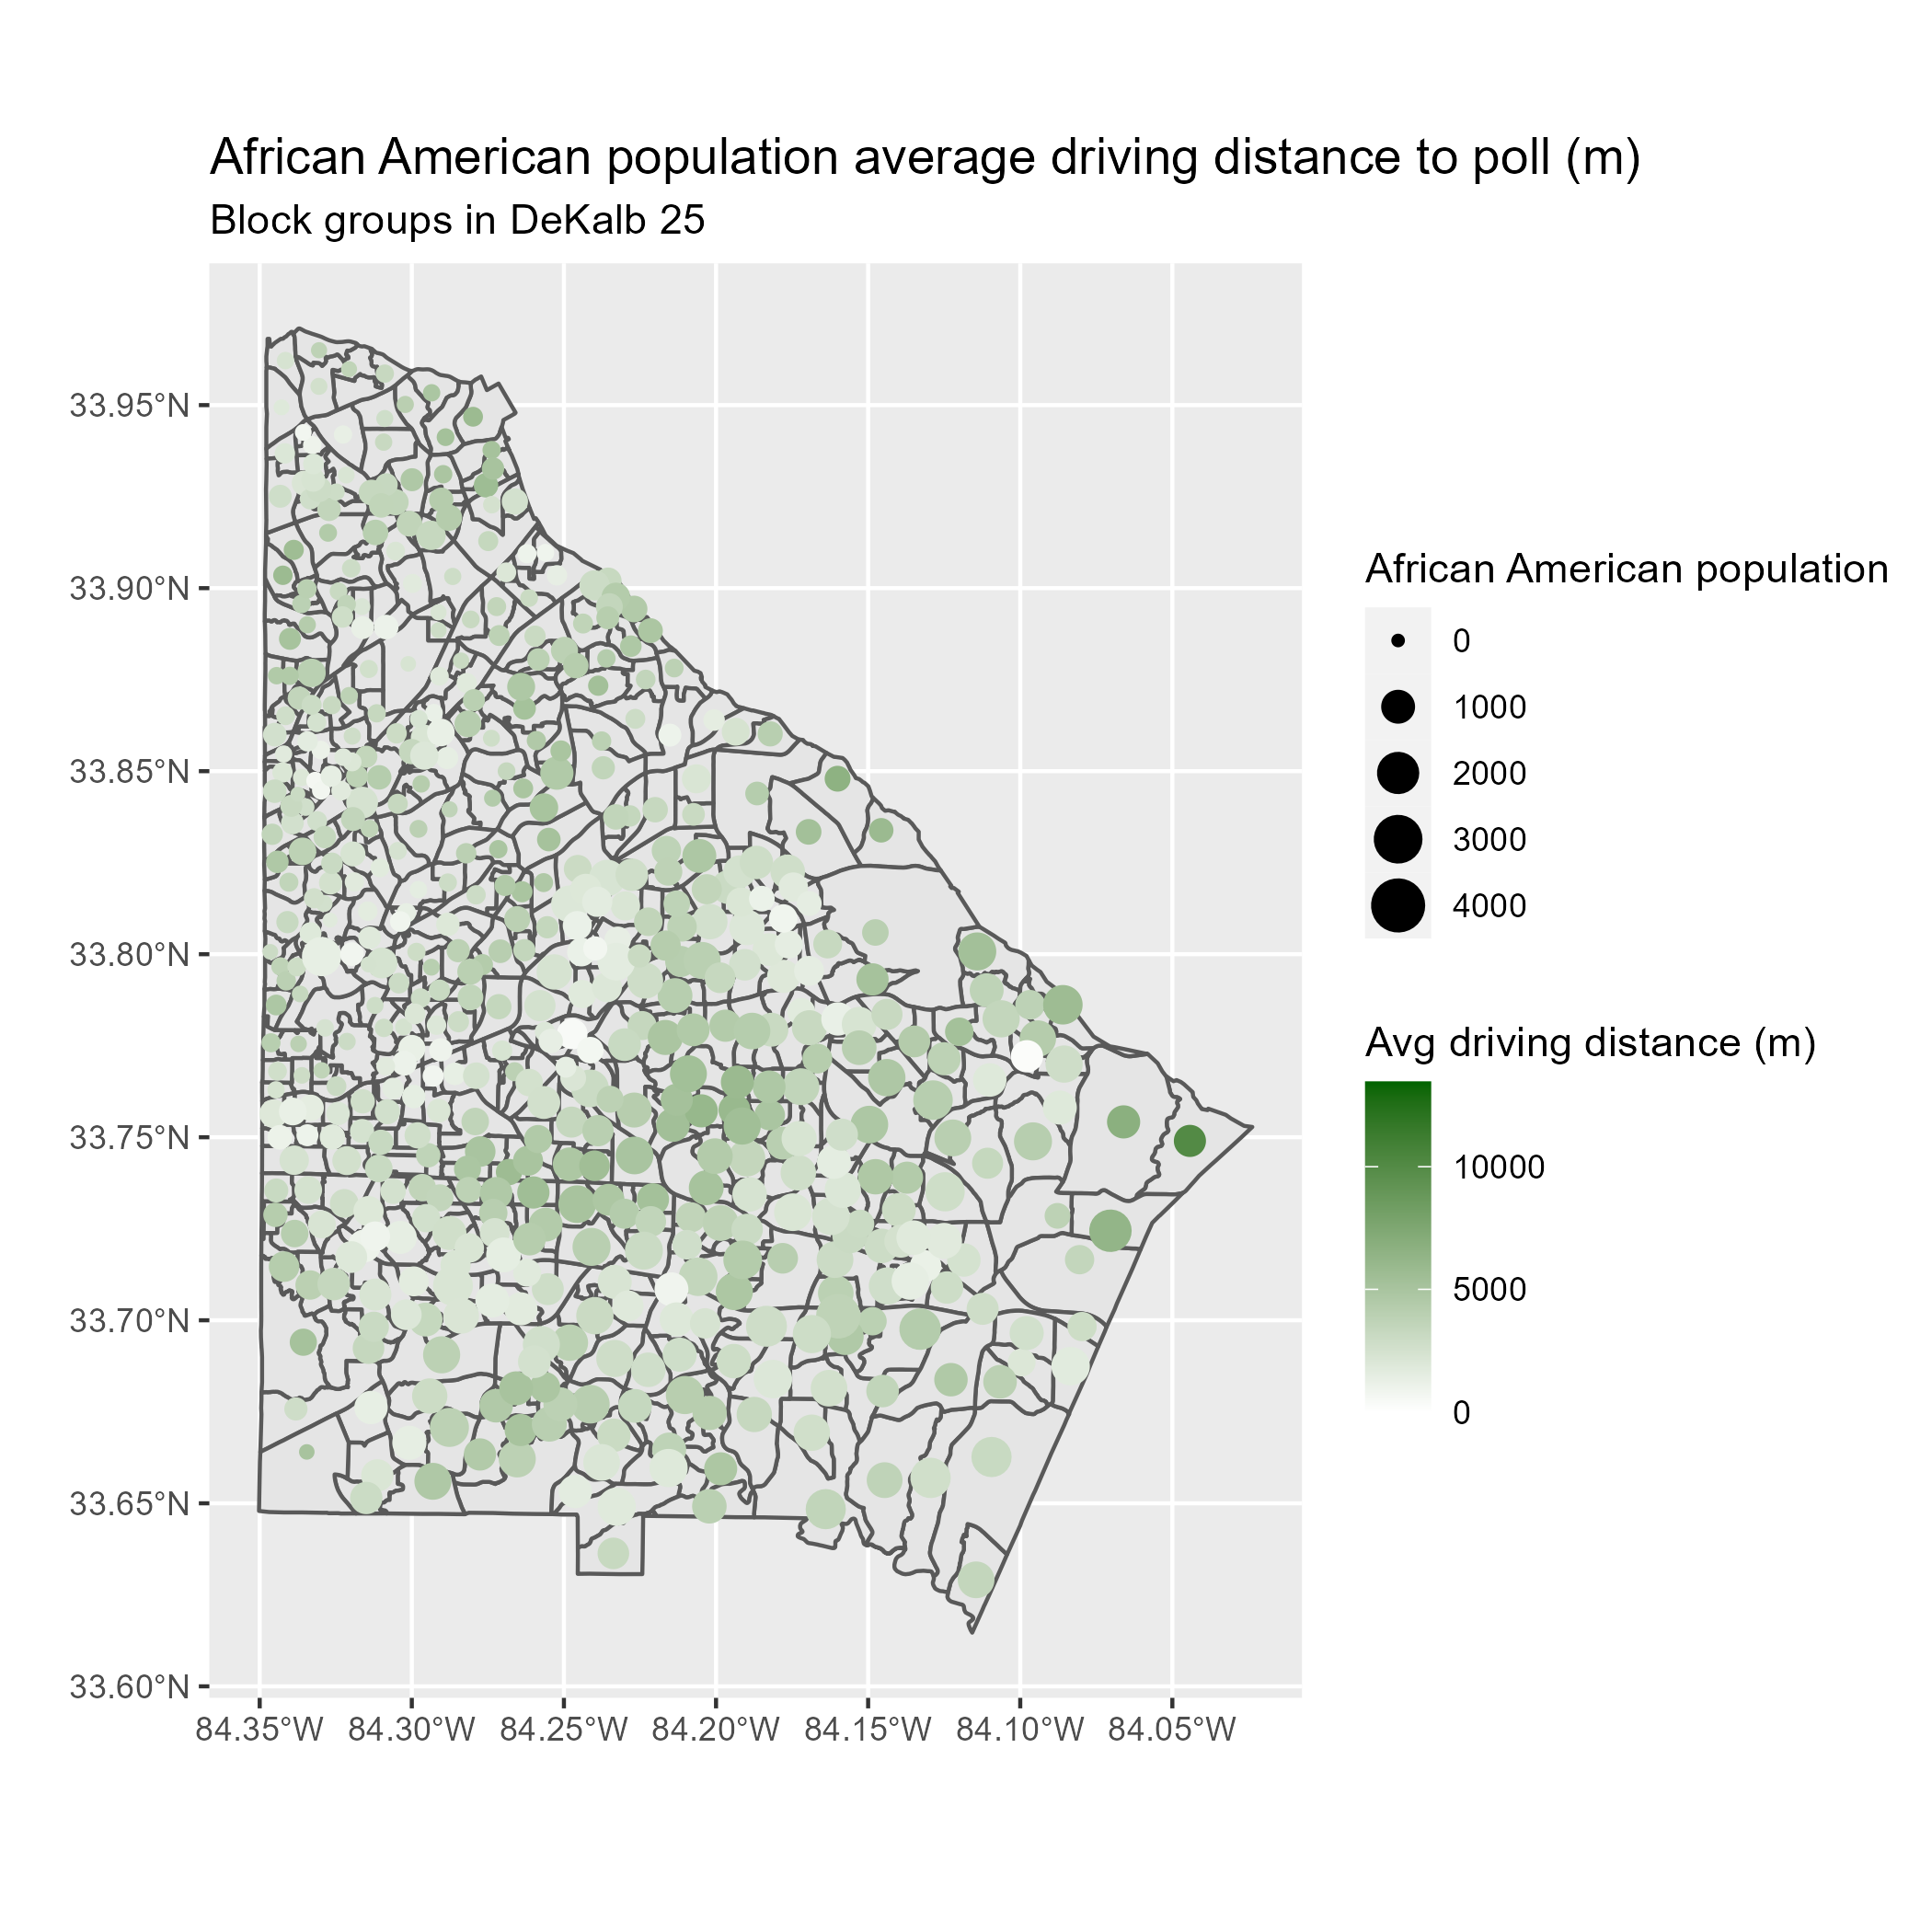 African American population average driving distance to poll (m)
Block groups in DeKalb 25
33.95°N
33.90°N
33.85°N
33.80°N
33.75°N
33.70°N
33.65°N
33.60°N
84.35°W 84.30°W 84.25°W 84.20°W 84.15°W 84.10°W 84.05°W
African American population
0
1000
2000
3000
4000
Avg driving distance (m)
10000
5000
0